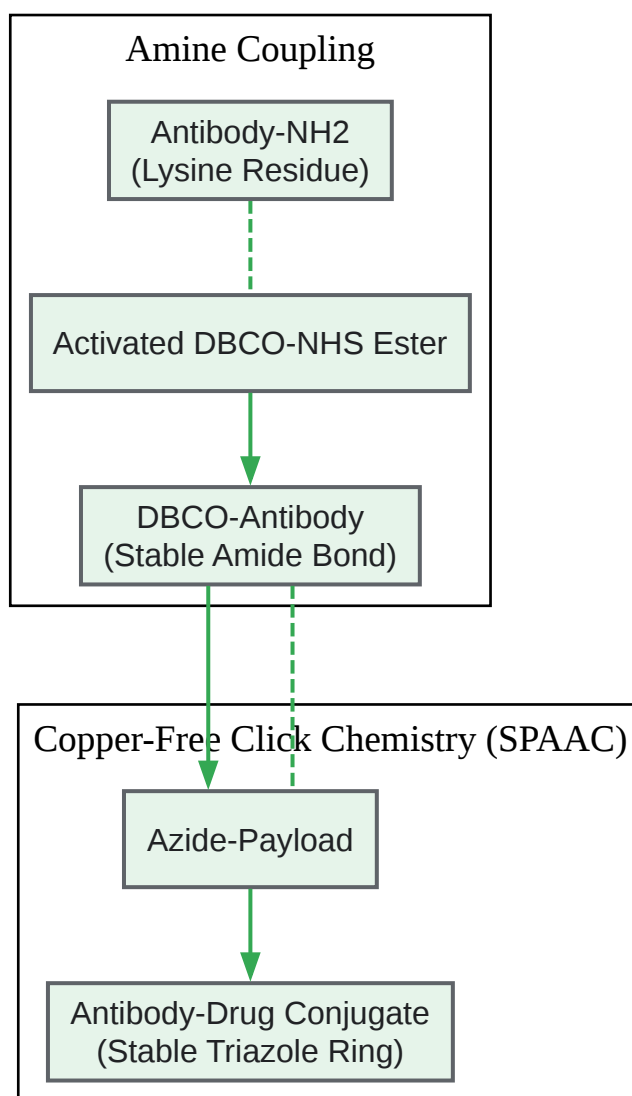 Amine Coupling
Antibody-NH2
(Lysine Residue)
Activated DBCO-NHS Ester
DBCO-Antibody
(Stable Amide Bond)
Copper-Free Click Chemistry (SPAAC)
Azide-Payload
Antibody-Drug Conjugate
(Stable Triazole Ring)